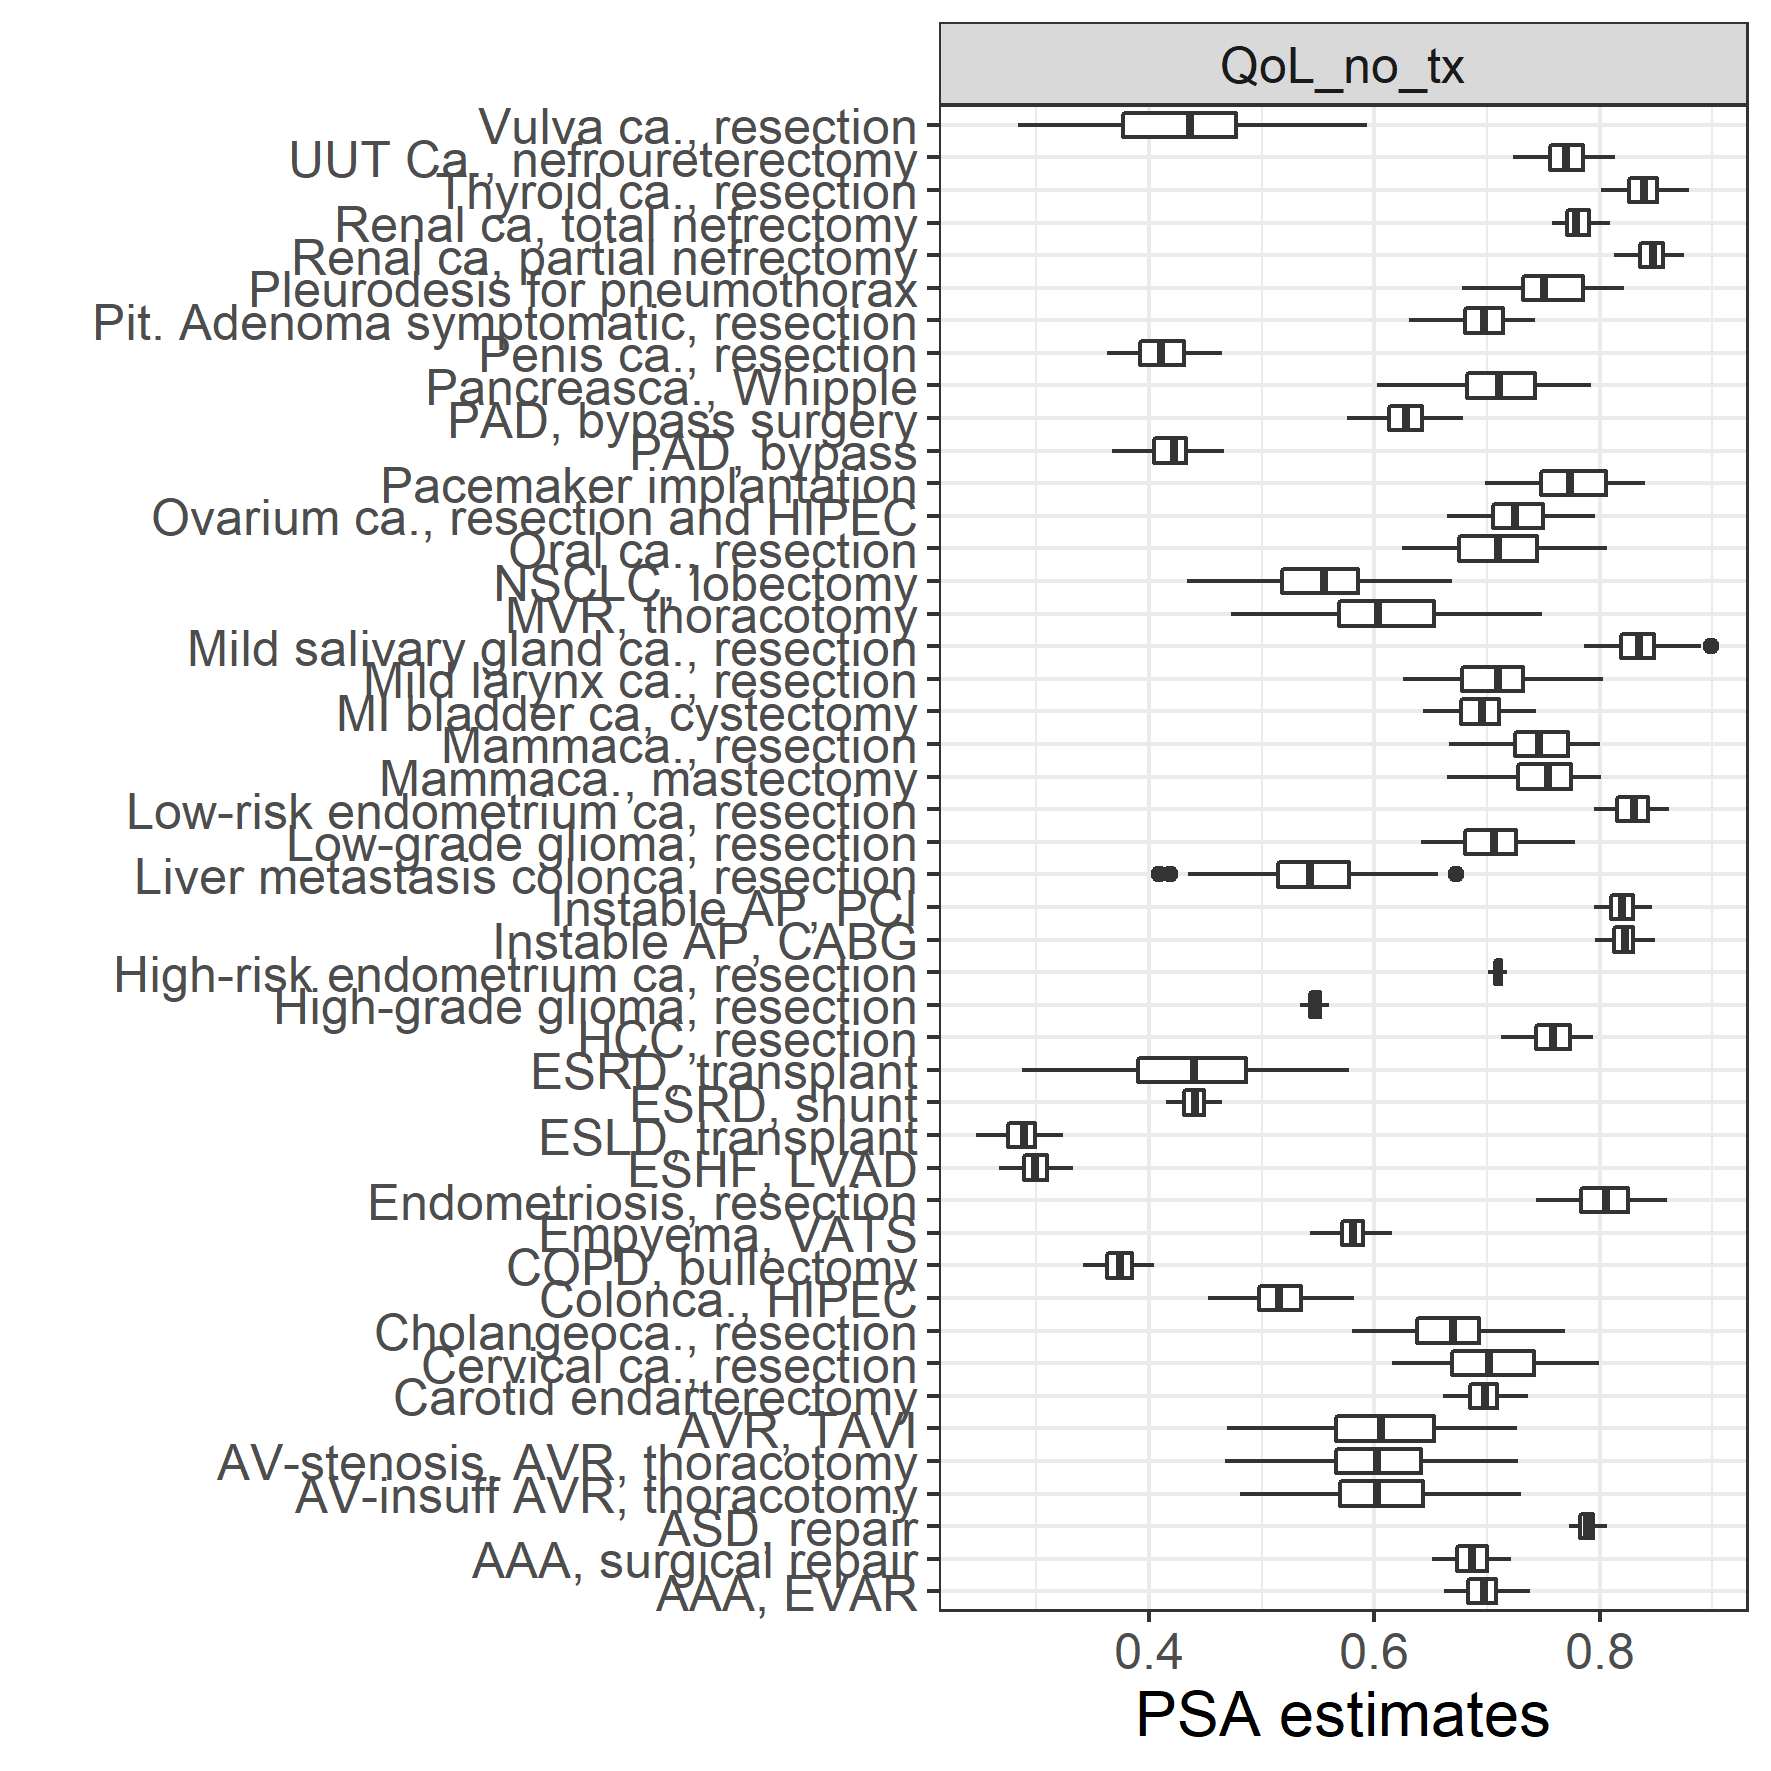 QoL_no_tx
Vulva ca., resection
UUT Ca., nefroureterectomy
Thyroid ca., resection
Renal ca, total nefrectomy
Renal ca, partial nefrectomy
Pleurodesis for pneumothorax
Pit. Adenoma symptomatic, resection
Penis ca., resection
Pancreasca., Whipple
PAD, bypass surgery
PAD, bypass
Pacemaker implantation
Ovarium ca., resection and HIPEC
Oral ca., resection
NSCLC, lobectomy
MVR, thoracotomy
Mild salivary gland ca., resection
Mild larynx ca., resection
MI bladder ca, cystectomy
Mammaca., resection
Mammaca., mastectomy
Low-risk endometrium ca, resection
Low-grade glioma, resection
Liver metastasis colonca, resection
Instable AP, PCI
Instable AP, CABG
High-risk endometrium ca, resection
High-grade glioma, resection
HCC, resection
ESRD, transplant
ESRD, shunt
ESLD, transplant
ESHF, LVAD
Endometriosis, resection
Empyema, VATS
COPD, bullectomy
Colonca., HIPEC
Cholangeoca., resection
Cervical ca., resection
Carotid endarterectomy
AVR, TAVI
AV-stenosis, AVR, thoracotomy
AV-insuff AVR, thoracotomy
ASD, repair
AAA, surgical repair
AAA, EVAR
0.4 0.6 0.8
PSA estimates